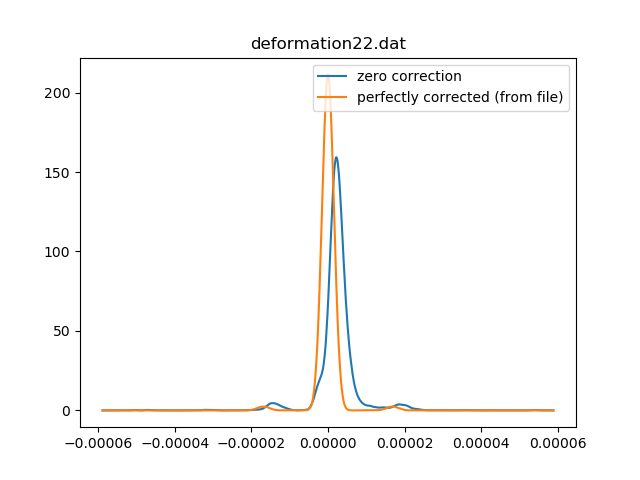 deformation22.dat
zero correction
perfectly corrected (from file)
200
150
100
50
0
−0.00006 −0.00004 −0.00002 0.00000 0.00002 0.00004 0.00006